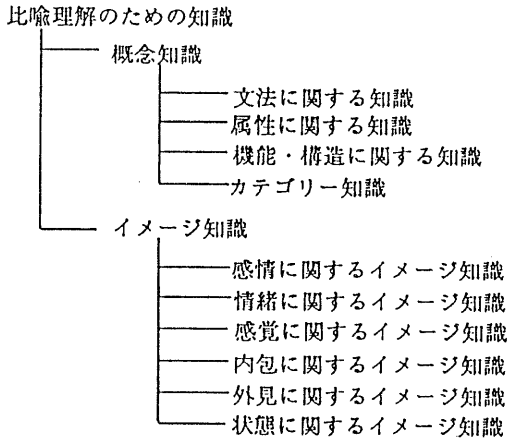 比喩理解のための知識
概念知識
文法に関する知識
属性に関する知識
機能・構造に関する知識
カテゴリー知識
イメージ知識
感情に関するイメージ知識
情緒に関するイメージ知識
感覚に関するイメージ知識
内包に関するイメージ知識
外見に関するイメージ知識
状態に関するイメージ知識